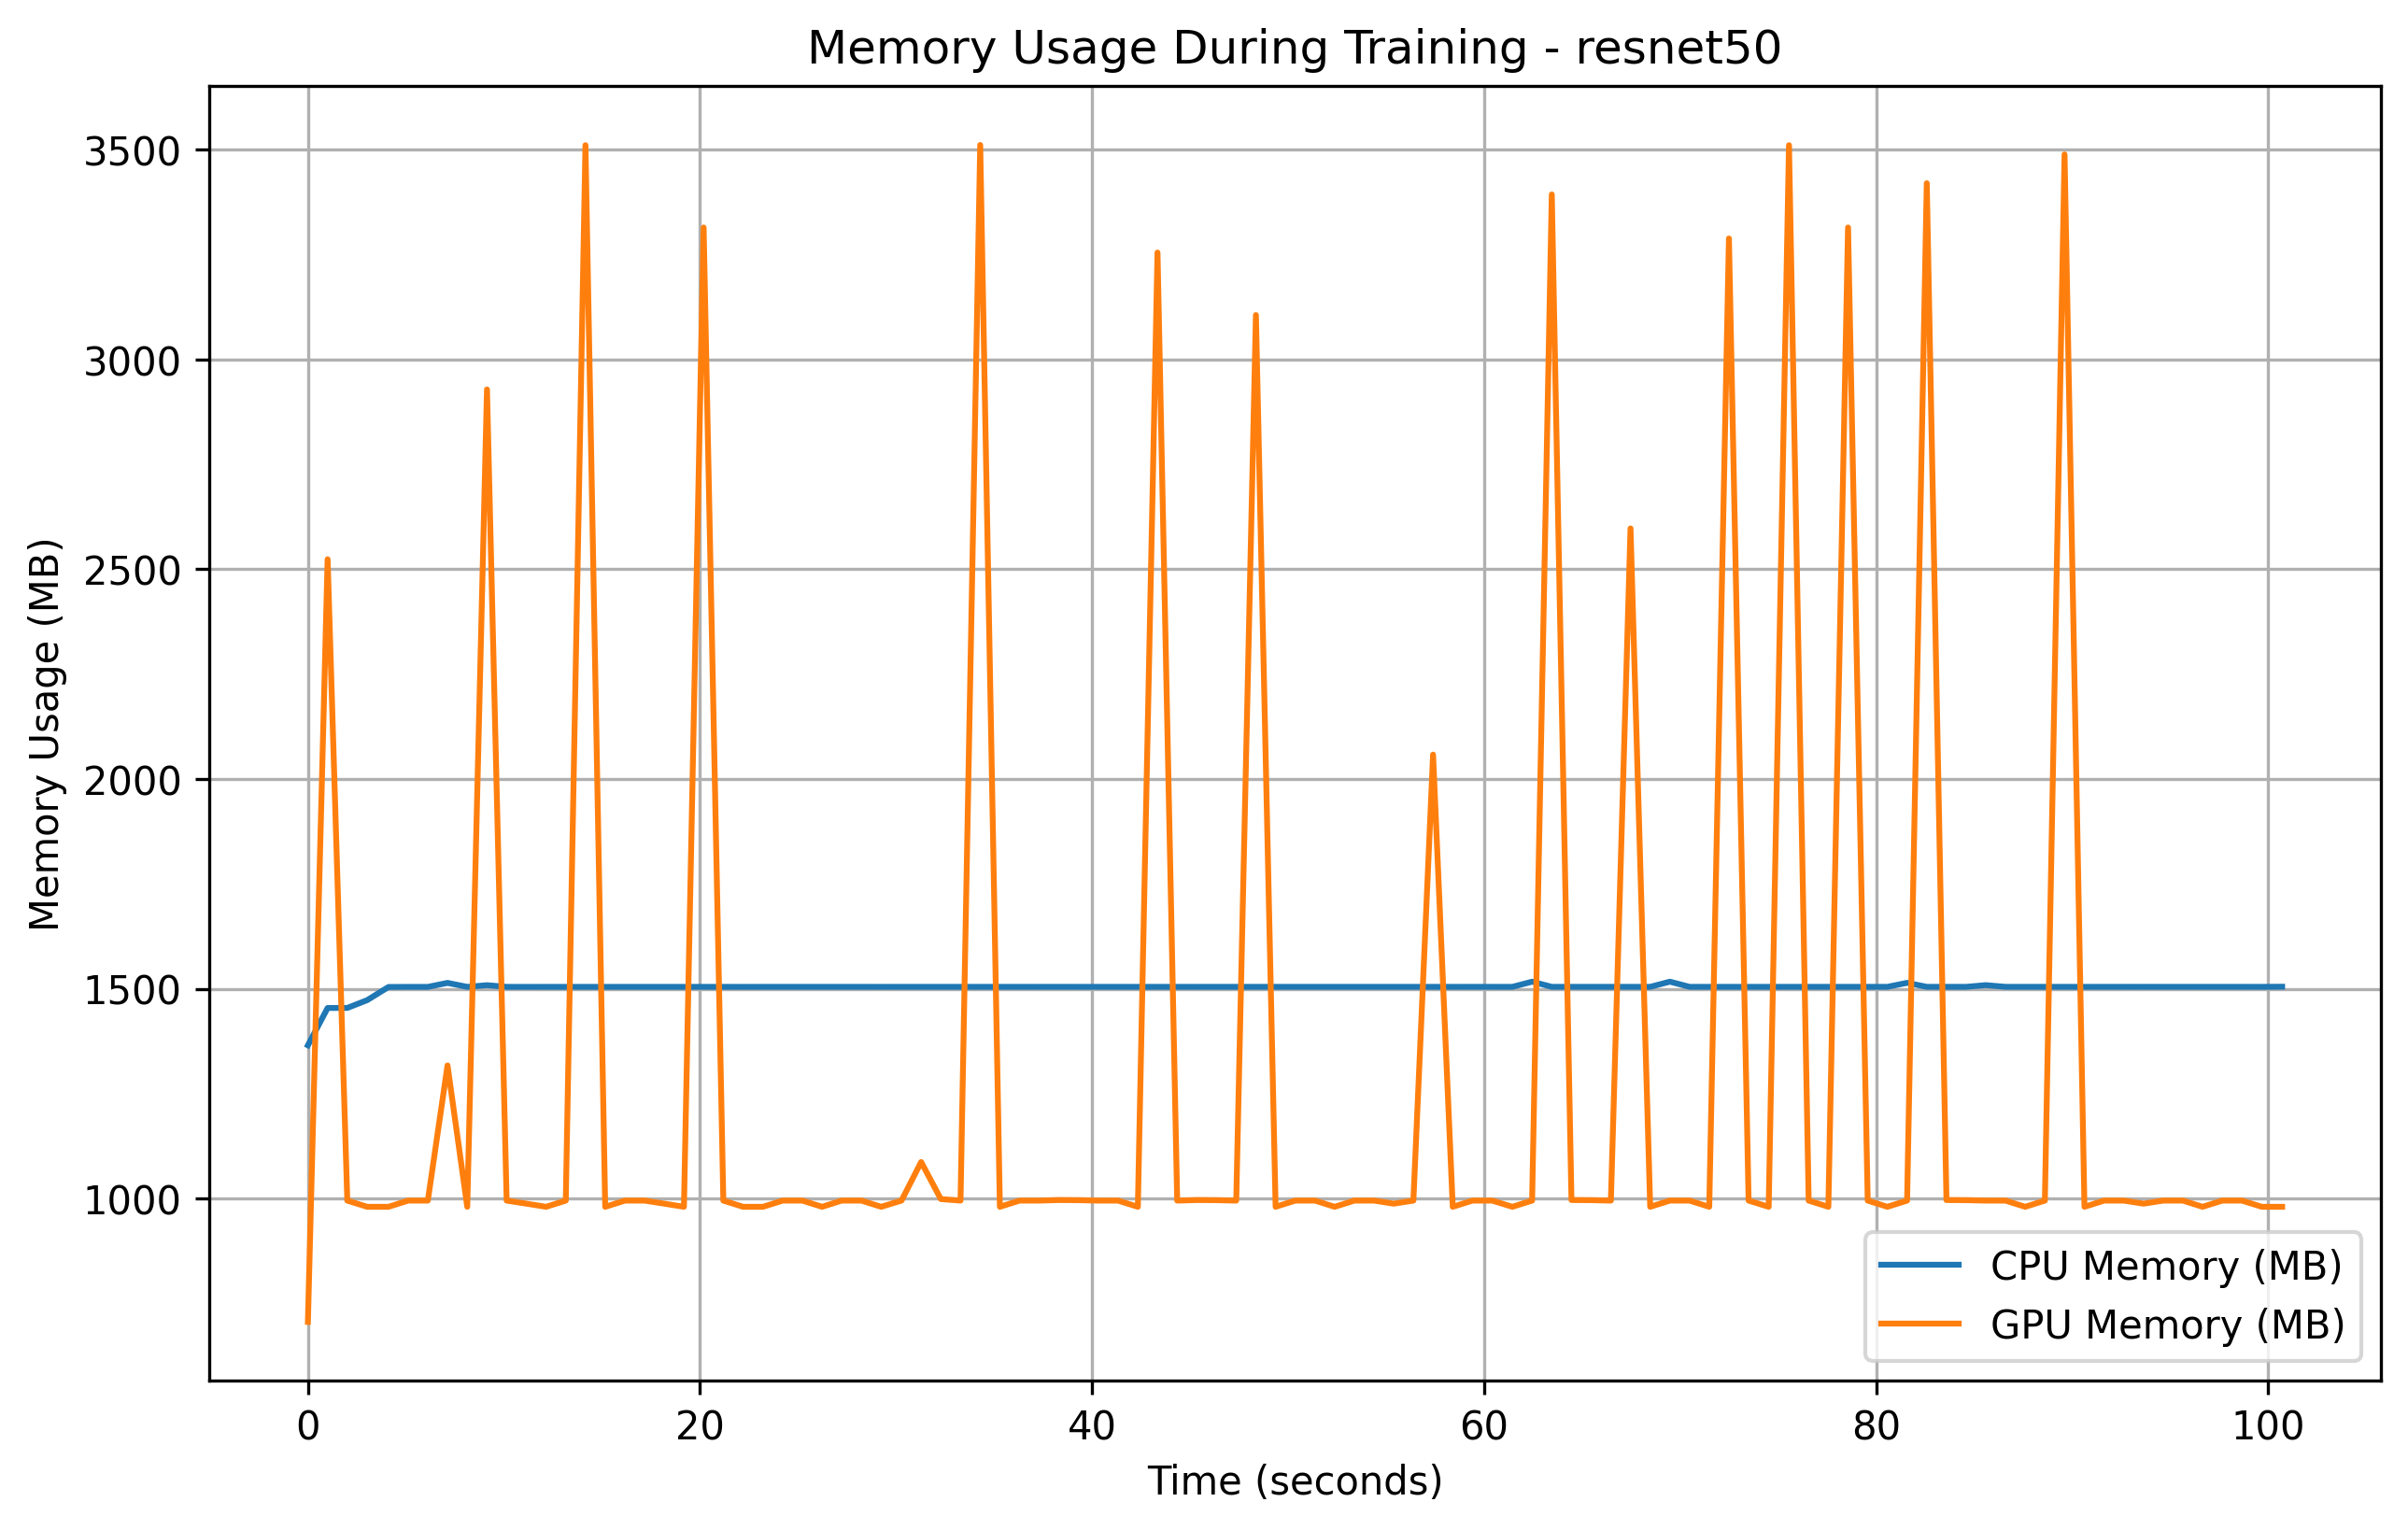 Memory Usage During Training - resnet50
Memory Usage (MB)
3500
3000
2500
2000
1500
1000
CPU Memory (MB)
GPU Memory (MB)
0 20 40 60 80 100
Time (seconds)